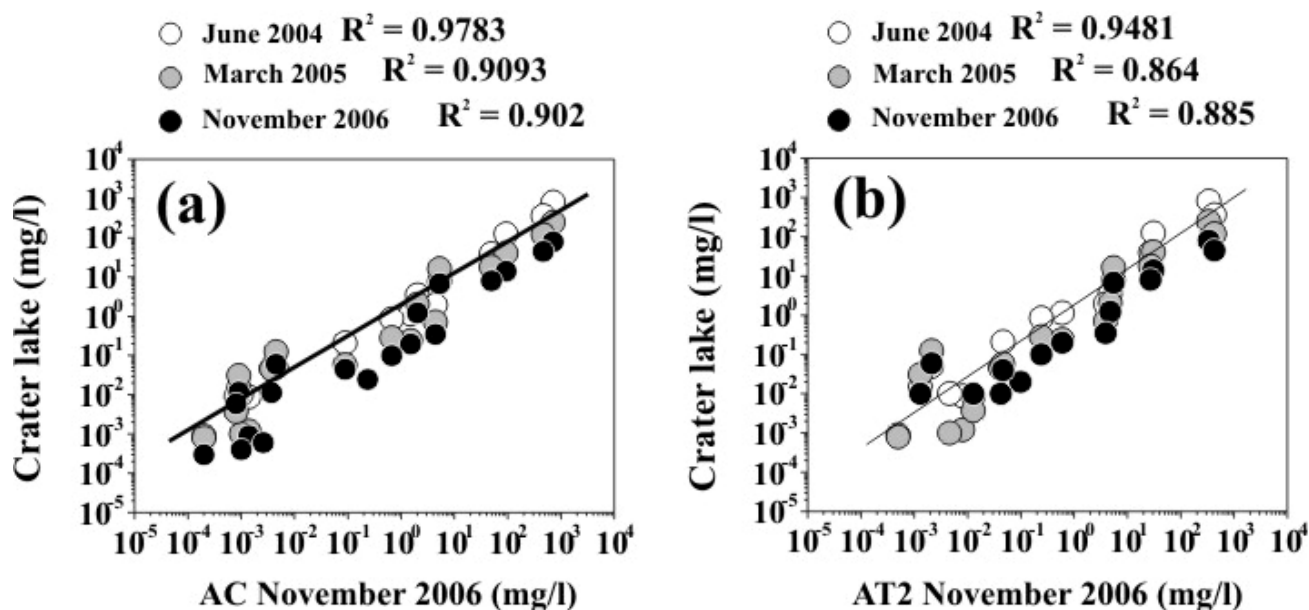 June 2004 R² = 0.9783
March 2005 R² = 0.9093
November 2006 R² = 0.902
(a)
Crater lake (mg/l)
10⁴
10³
10²
10¹
10⁰
10⁻¹
10⁻²
10⁻³
10⁻⁴
10⁻⁵
10⁻⁵ 10⁻⁴ 10⁻³ 10⁻² 10⁻¹ 10⁰ 10¹ 10² 10³ 10⁴
AC November 2006 (mg/l)
June 2004 R² = 0.9481
March 2005 R² = 0.864
November 2006 R² = 0.885
(b)
Crater lake (mg/l)
10⁴
10³
10²
10¹
10⁰
10⁻¹
10⁻²
10⁻³
10⁻⁴
10⁻⁵
10⁻⁵ 10⁻⁴ 10⁻³ 10⁻² 10⁻¹ 10⁰ 10¹ 10² 10³ 10⁴
AT2 November 2006 (mg/l)